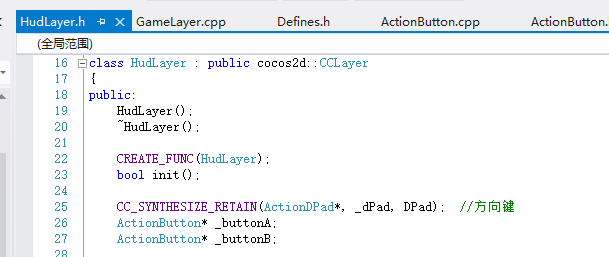 HudLayer.h GameLayer.cpp Defines.h ActionButton.cpp ActionButton.
(全局范围)
16 class HudLayer : public cocos2d::CCLayer
17 {
18 public:
19 HudLayer();
20 ~HudLayer();
21
22 CREATE_FUNC(HudLayer);
23 bool init();
24
25 CC_SYNTHESIZE_RETAIN(ActionDPad*, _dPad, DPad); //方向键
26 ActionButton* _buttonA;
27 ActionButton* _buttonB;
28